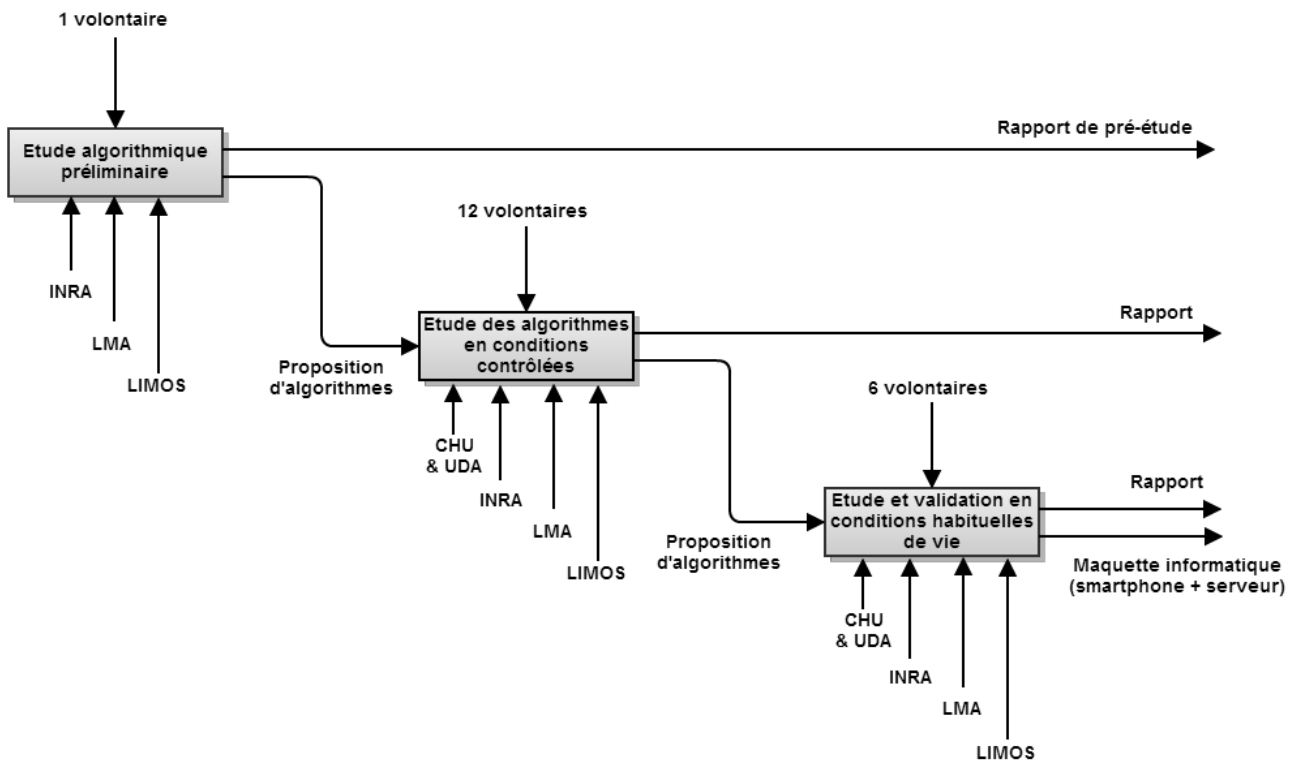 1 volontaire
Etude algorithmique
préliminaire
Rapport de pré-étude
INRA
LMA
LIMOS
12 volontaires
Etude des algorithmes
en conditions
contrôlées
Rapport
Proposition
d'algorithmes
CHU
& UDA
INRA
LMA
LIMOS
6 volontaires
Etude et validation en
conditions habituelles
de vie
Rapport
Maquette informatique
(smartphone + serveur)
Proposition
d'algorithmes
CHU
& UDA
INRA
LMA
LIMOS